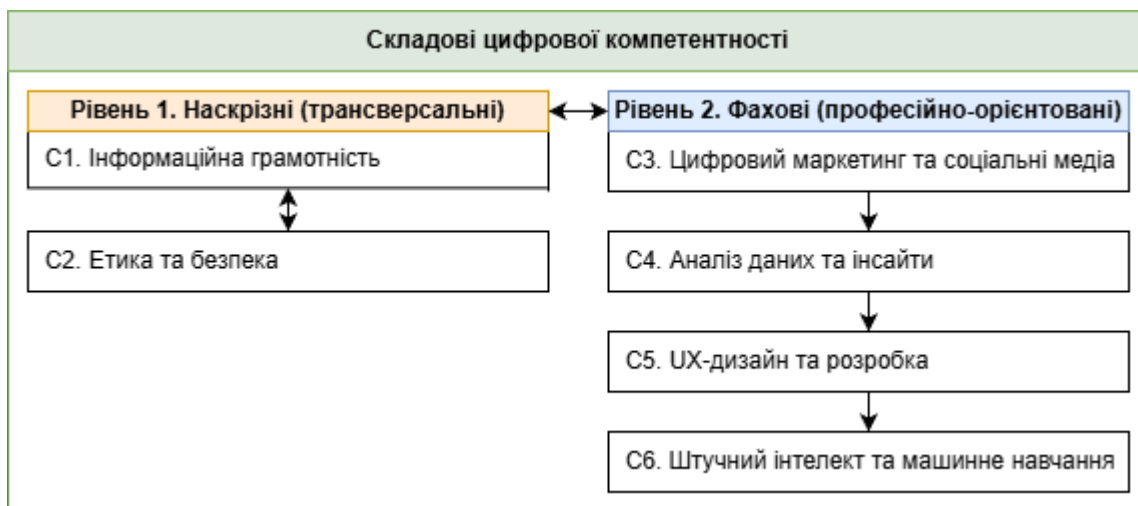 Складові цифрової компетентності
Рівень 1. Наскрізні (трансверсальні)
С1. Інформаційна грамотність
С2. Етика та безпека
Рівень 2. Фахові (професійно-орієнтовані)
С3. Цифровий маркетинг та соціальні медіа
С4. Аналіз даних та інсайти
С5. UX-дизайн та розробка
С6. Штучний інтелект та машинне навчання